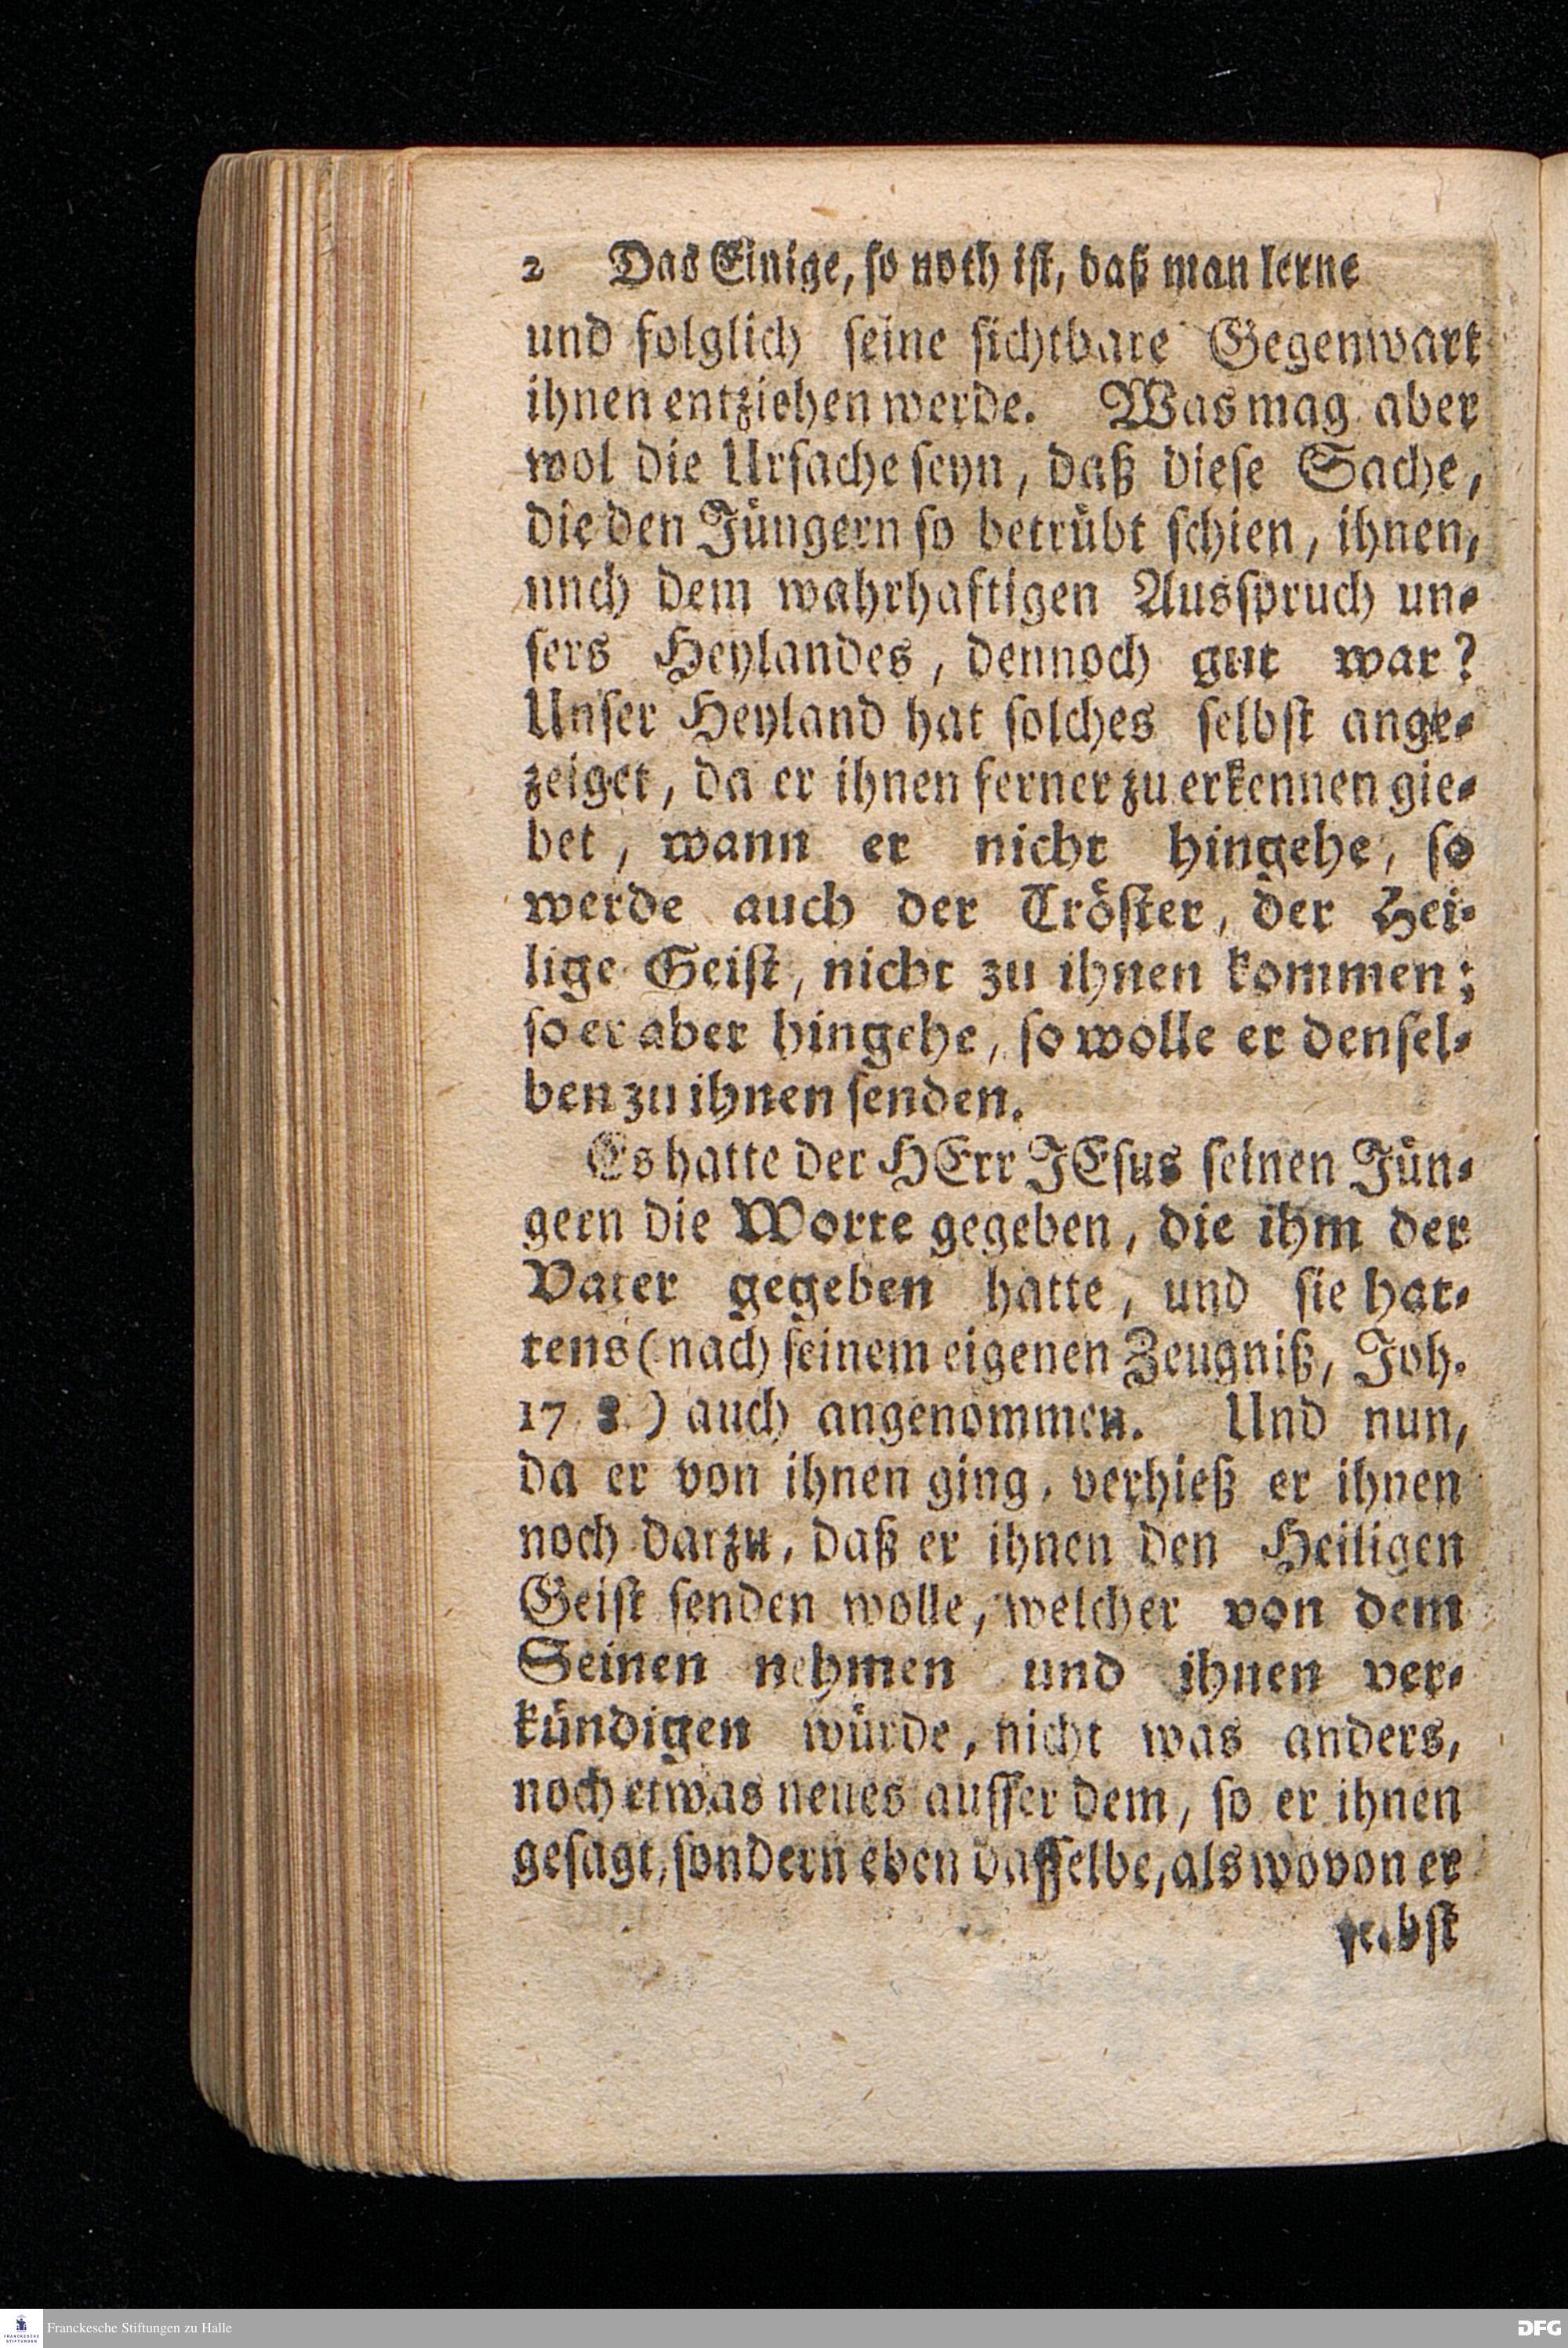 2 Das Einige, so noth ist, daß man lerne
und folglich seine sichtbare Gegenwart
ihnen entziehen werde. Was mag aber
wol die Ursache seyn, daß diese Sache,
die den Jüngern so betrübt schien, ihnen,
nnch dem wahrhaftigen Ausspruch un-
sers Heylandes, dennoch gut war?
Unser Heyland hat solches selbst ange-
zeiget, da er ihnen ferner zu erkennen gie-
bet, wann er nicht hingehe, so
werde auch der Tröster, der Hei-
lige Geist, nicht zu ihnen kommen;
so er aber hingehe, so wolle er densel-
ben zu ihnen senden.
Es hatte der HErr JEsus seinen Jün-
gern die Worte gegeben, die ihm der
Vater gegeben hatte, und sie hat-
tens (nach seinem eigenen Zeugniß, Joh.
17 8.) auch angenommen. Und nun,
da er von ihnen ging, verhieß er ihnen
noch darzu, daß er ihnen den Heiligen
Geist senden wolle, welcher von dem
Seinen nehmen und ihnen ver-
kündigen würde, nicht was anders,
noch etwas neues ausser dem, so er ihnen
gesagt, sondern eben dasselbe, als wovon er
selbst
Franckesche Stiftungen zu Halle
FRANCKESCHE STIFTUNGEN
DFG